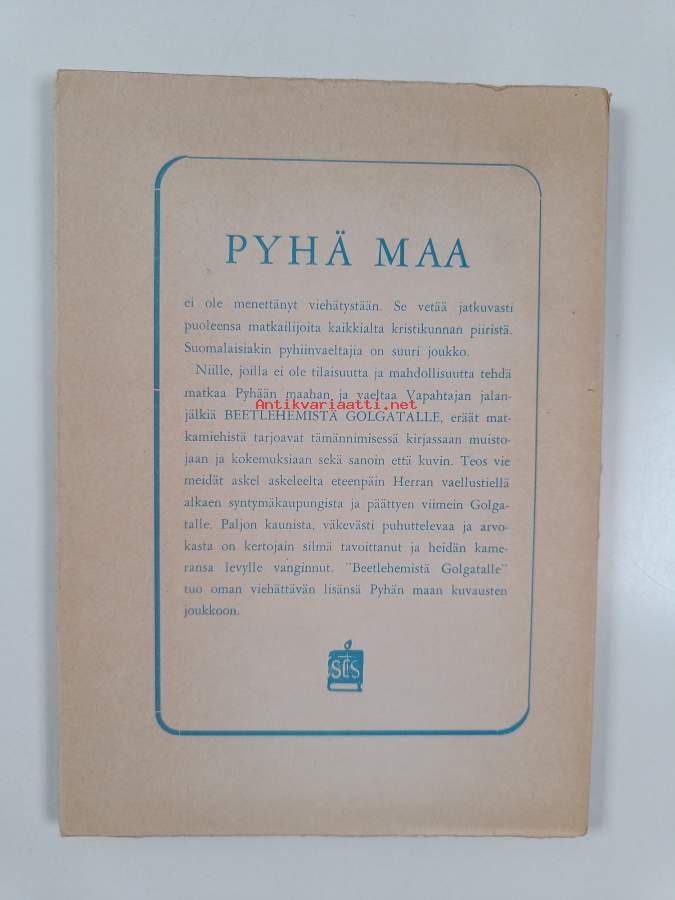 PYHÄ MAA
ei ole menettänyt viehätystään. Se vetää jatkuvasti
puoleensa matkailijoita kaikkialta kristikunnan piiristä.
Suomalaisiakin pyhiinvaeltajia on suuri joukko.
Niille, joilla ei ole tilaisuutta ja mahdollisuutta tehdä
matkaa Pyhään maahan ja vaeltaa Vapahtajan jalan-
Antikvariaatti.net
jälkiä BEETLEHEMISTÄ GOLGATALLE, eräät mat-
kamiehistä tarjoavat tämännimisessä kirjassaan muisto-
jaan ja kokemuksiaan sekä sanoin että kuvin. Teos vie
meidät askel askeleelta eteenpäin Herran vaellustiellä
alkaen syntymäkaupungista ja päättyen viimein Golga-
talle. Paljon kaunista, väkevästi puhuttelevaa ja arvo-
kasta on kertojain silmä tavoittanut ja heidän kame-
ransa levylle vanginnut. "Beetlehemistä Golgatalle"
tuo oman viehättävän lisänsä Pyhän maan kuvausten
joukkoon.